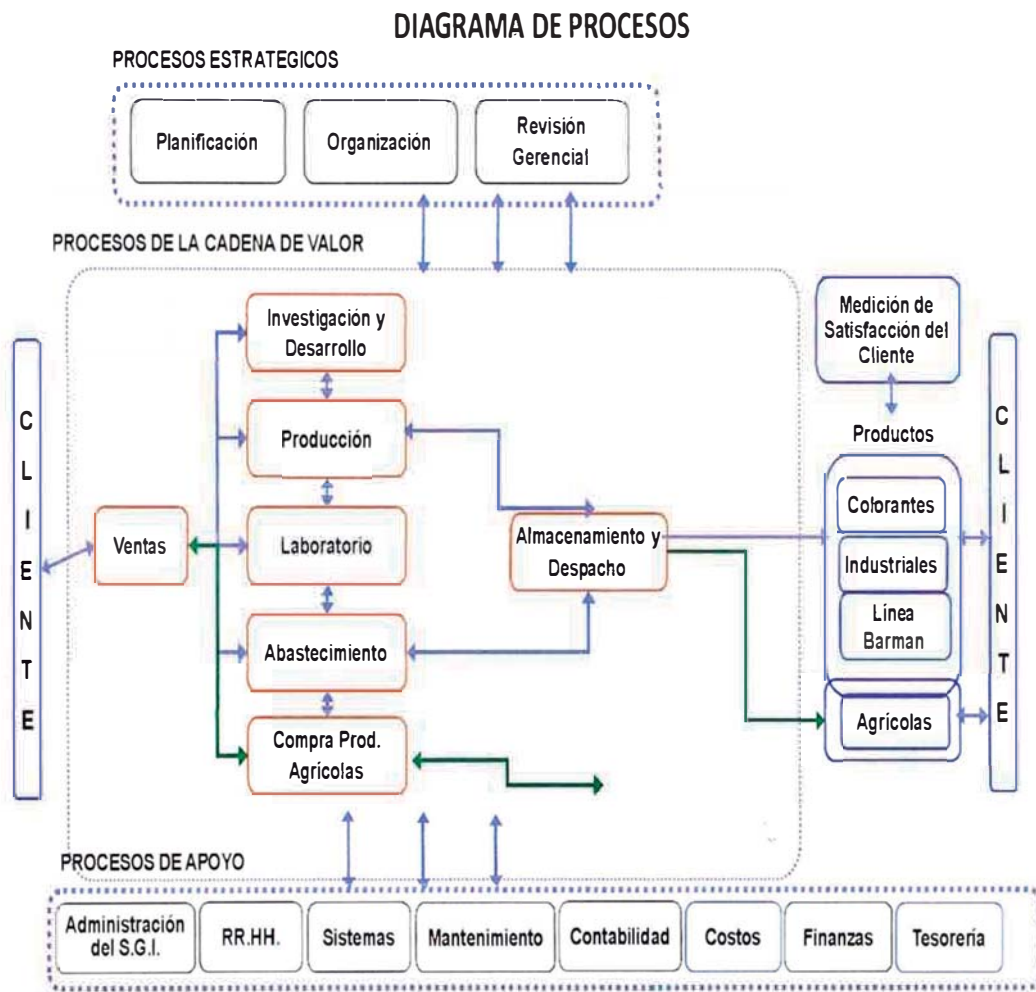 DIAGRAMA DE PROCESOS
PROCESOS ESTRATEGICOS
Planificación
Organización
Revisión
Gerencial
PROCESOS DE LA CADENA DE VALOR
CLIENTE
Ventas
Investigación y
Desarrollo
Producción
Laboratorio
Abastecimiento
Compra Prod.
Agrícolas
Almacenamiento y
Despacho
Medición de
Satisfacción del
Cliente
Productos
Colorantes
Industriales
Línea
Barman
Agrícolas
CLIENTE
PROCESOS DE APOYO
Administración
del S.G.I.
RR.HH.
Sistemas
Mantenimiento
Contabilidad
Costos
Finanzas
Tesorería